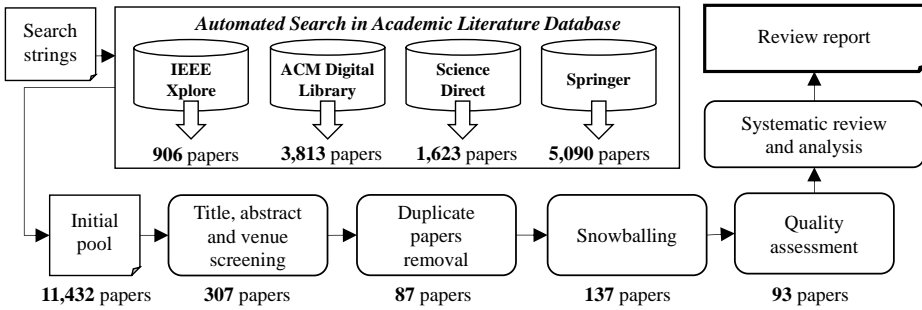 Automated Search in Academic Literature Database
Search
strings
IEEE
Xplore
ACM Digital
Library
Science
Direct
Springer
906 papers
3,813 papers
1,623 papers
5,090 papers
Review report
Systematic review
and analysis
Initial
pool
Title, abstract
and venue
screening
Duplicate
papers
removal
Snowballing
Quality
assessment
11,432 papers
307 papers
87 papers
137 papers
93 papers